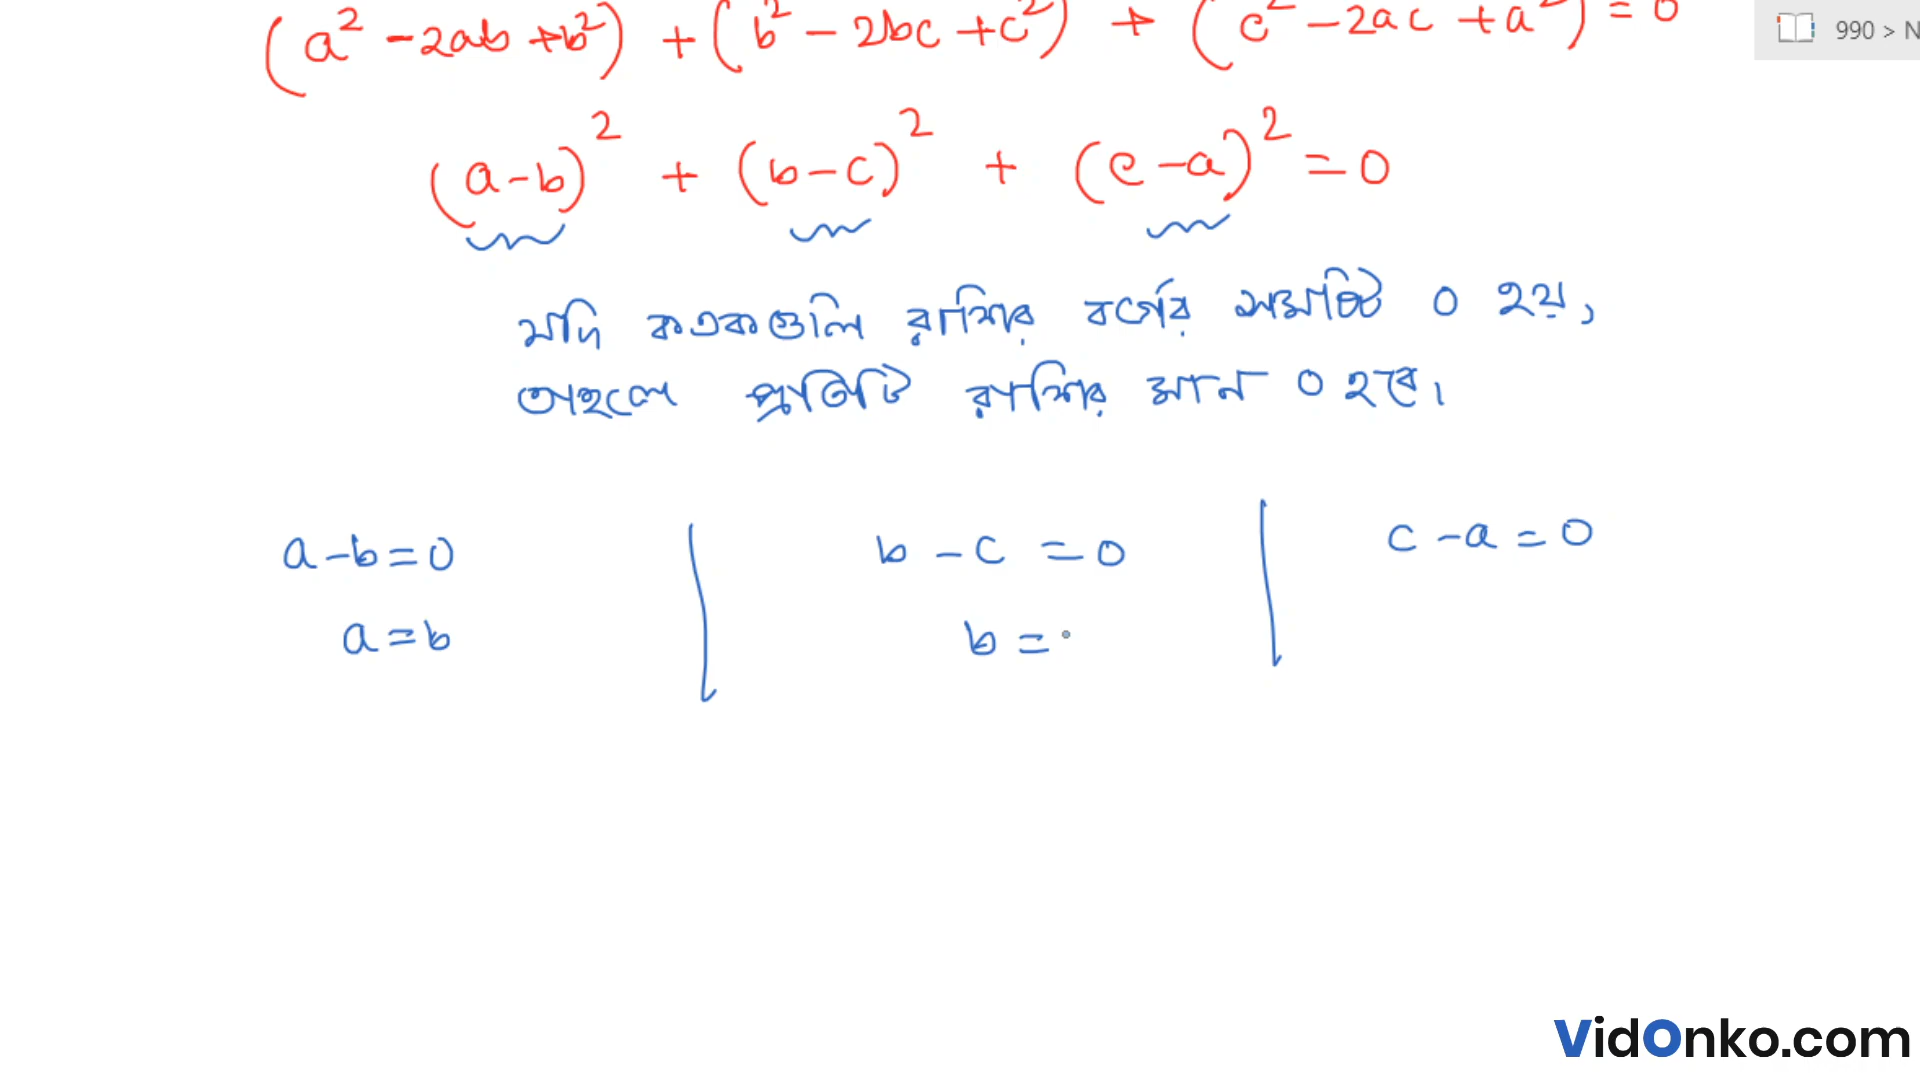 (a² - 2ab + b²) + (b² - 2bc + c²) + (c² - 2ac + a²) = 0
990 > N
(a-b)² + (b-c)² + (c-a)² = 0
যদি কতকগুলি রাশির বর্গের সমষ্টি 0 হয়,
তাহলে প্রতিটি রাশির মান 0 হবে।
a-b=0
b-c=0
c-a=0
a=b
b=
VidOnko.com